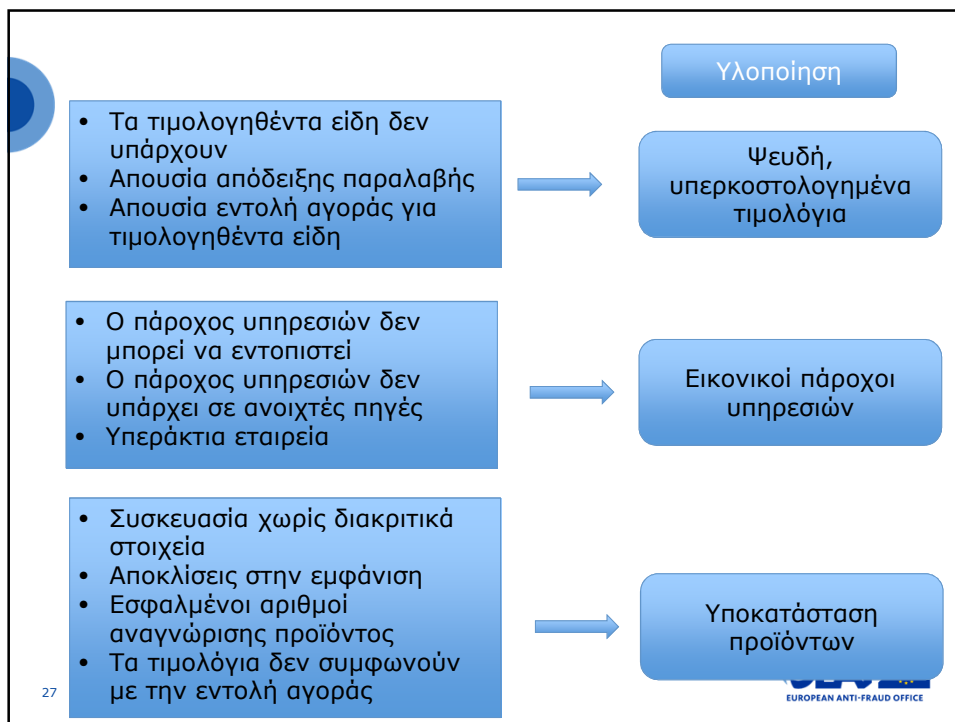 Υλοποίηση
• Τα τιμολογηθέντα είδη δεν
υπάρχουν
• Απουσία απόδειξης παραλαβής
• Απουσία εντολή αγοράς για
τιμολογηθέντα είδη
Ψευδή,
υπερκοστολογημένα
τιμολόγια
• Ο πάροχος υπηρεσιών δεν
μπορεί να εντοπιστεί
• Ο πάροχος υπηρεσιών δεν
υπάρχει σε ανοιχτές πηγές
• Υπεράκτια εταιρεία
Εικονικοί πάροχοι
υπηρεσιών
• Συσκευασία χωρίς διακριτικά
στοιχεία
• Αποκλίσεις στην εμφάνιση
• Εσφαλμένοι αριθμοί
αναγνώρισης προϊόντος
• Τα τιμολόγια δεν συμφωνούν
με την εντολή αγοράς
Υποκατάσταση
προϊόντων
27
EUROPEAN ANTI-FRAUD OFFICE